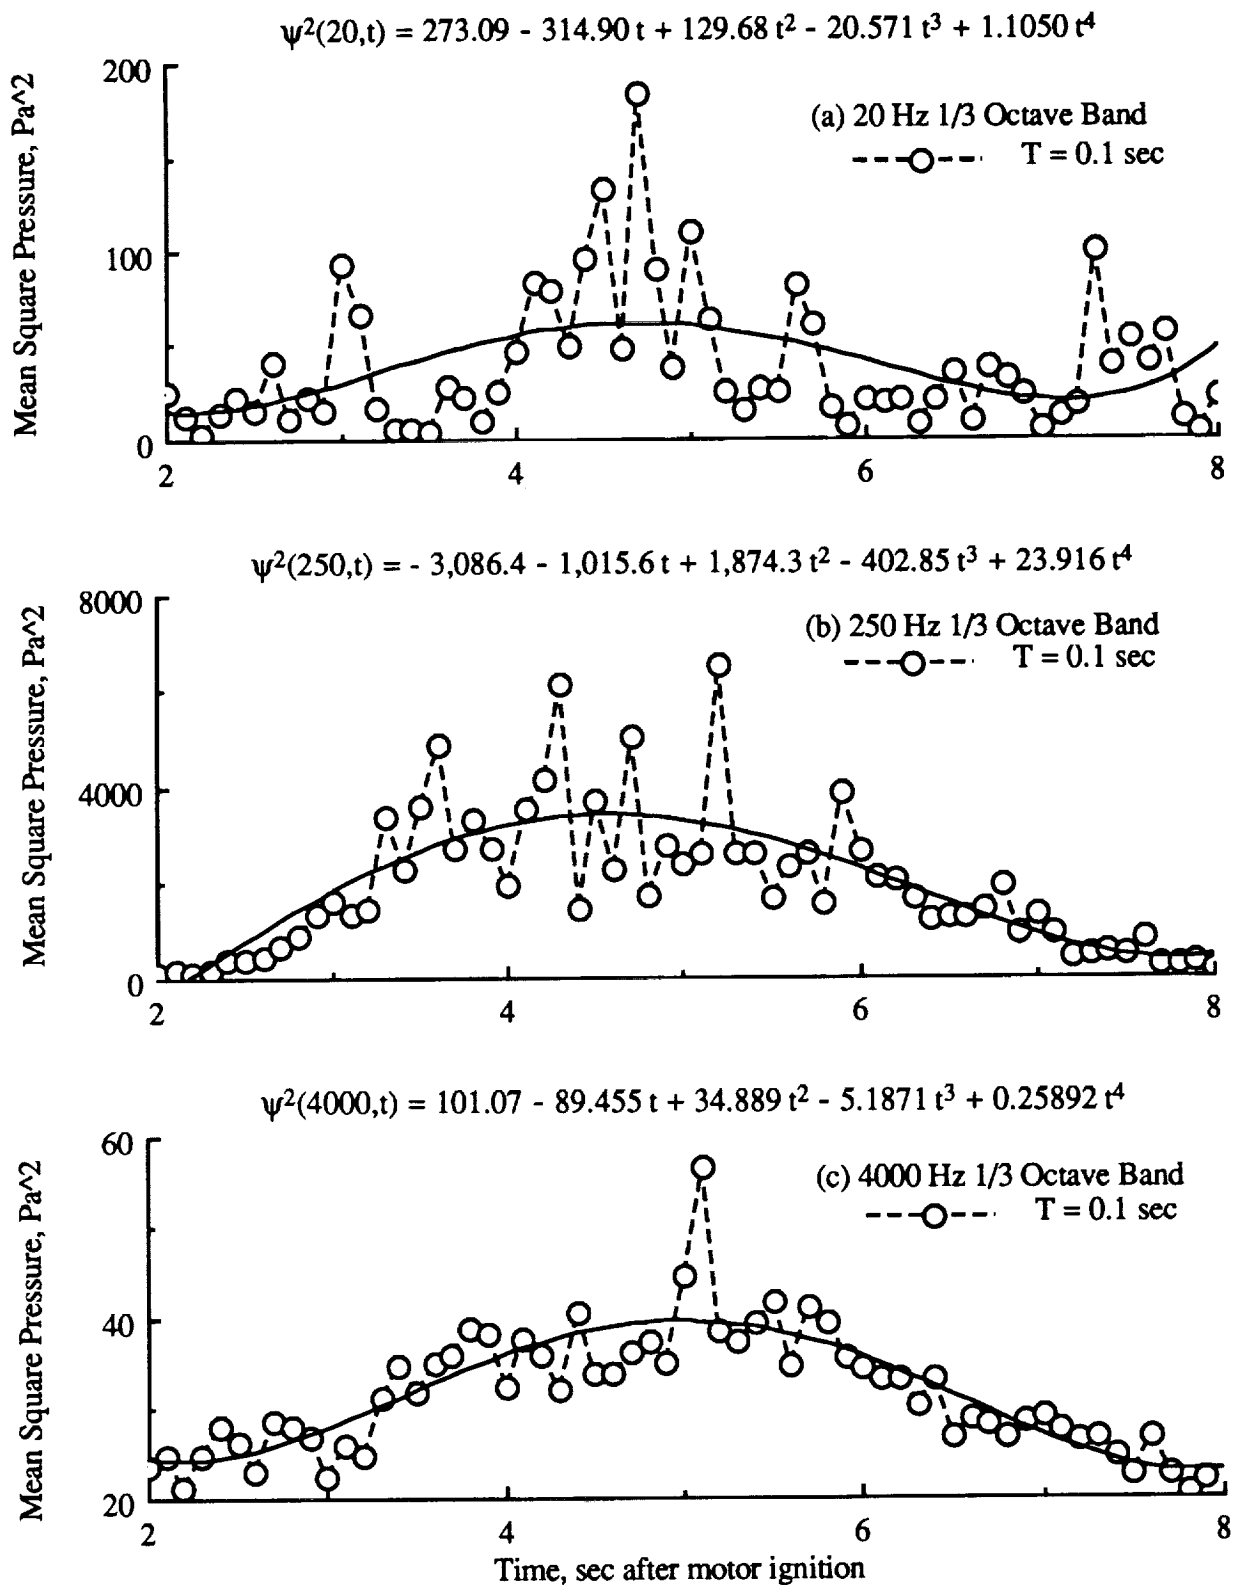 ψ²(20,t) = 273.09 - 314.90 t + 129.68 t² - 20.571 t³ + 1.1050 t⁴
Mean Square Pressure, Pa^2
200
100
0
(a) 20 Hz 1/3 Octave Band
T = 0.1 sec
2 4 6 8
ψ²(250,t) = - 3,086.4 - 1,015.6 t + 1,874.3 t² - 402.85 t³ + 23.916 t⁴
Mean Square Pressure, Pa^2
8000
4000
0
(b) 250 Hz 1/3 Octave Band
T = 0.1 sec
2 4 6 8
ψ²(4000,t) = 101.07 - 89.455 t + 34.889 t² - 5.1871 t³ + 0.25892 t⁴
Mean Square Pressure, Pa^2
60
40
20
(c) 4000 Hz 1/3 Octave Band
T = 0.1 sec
2 4 6 8
Time, sec after motor ignition